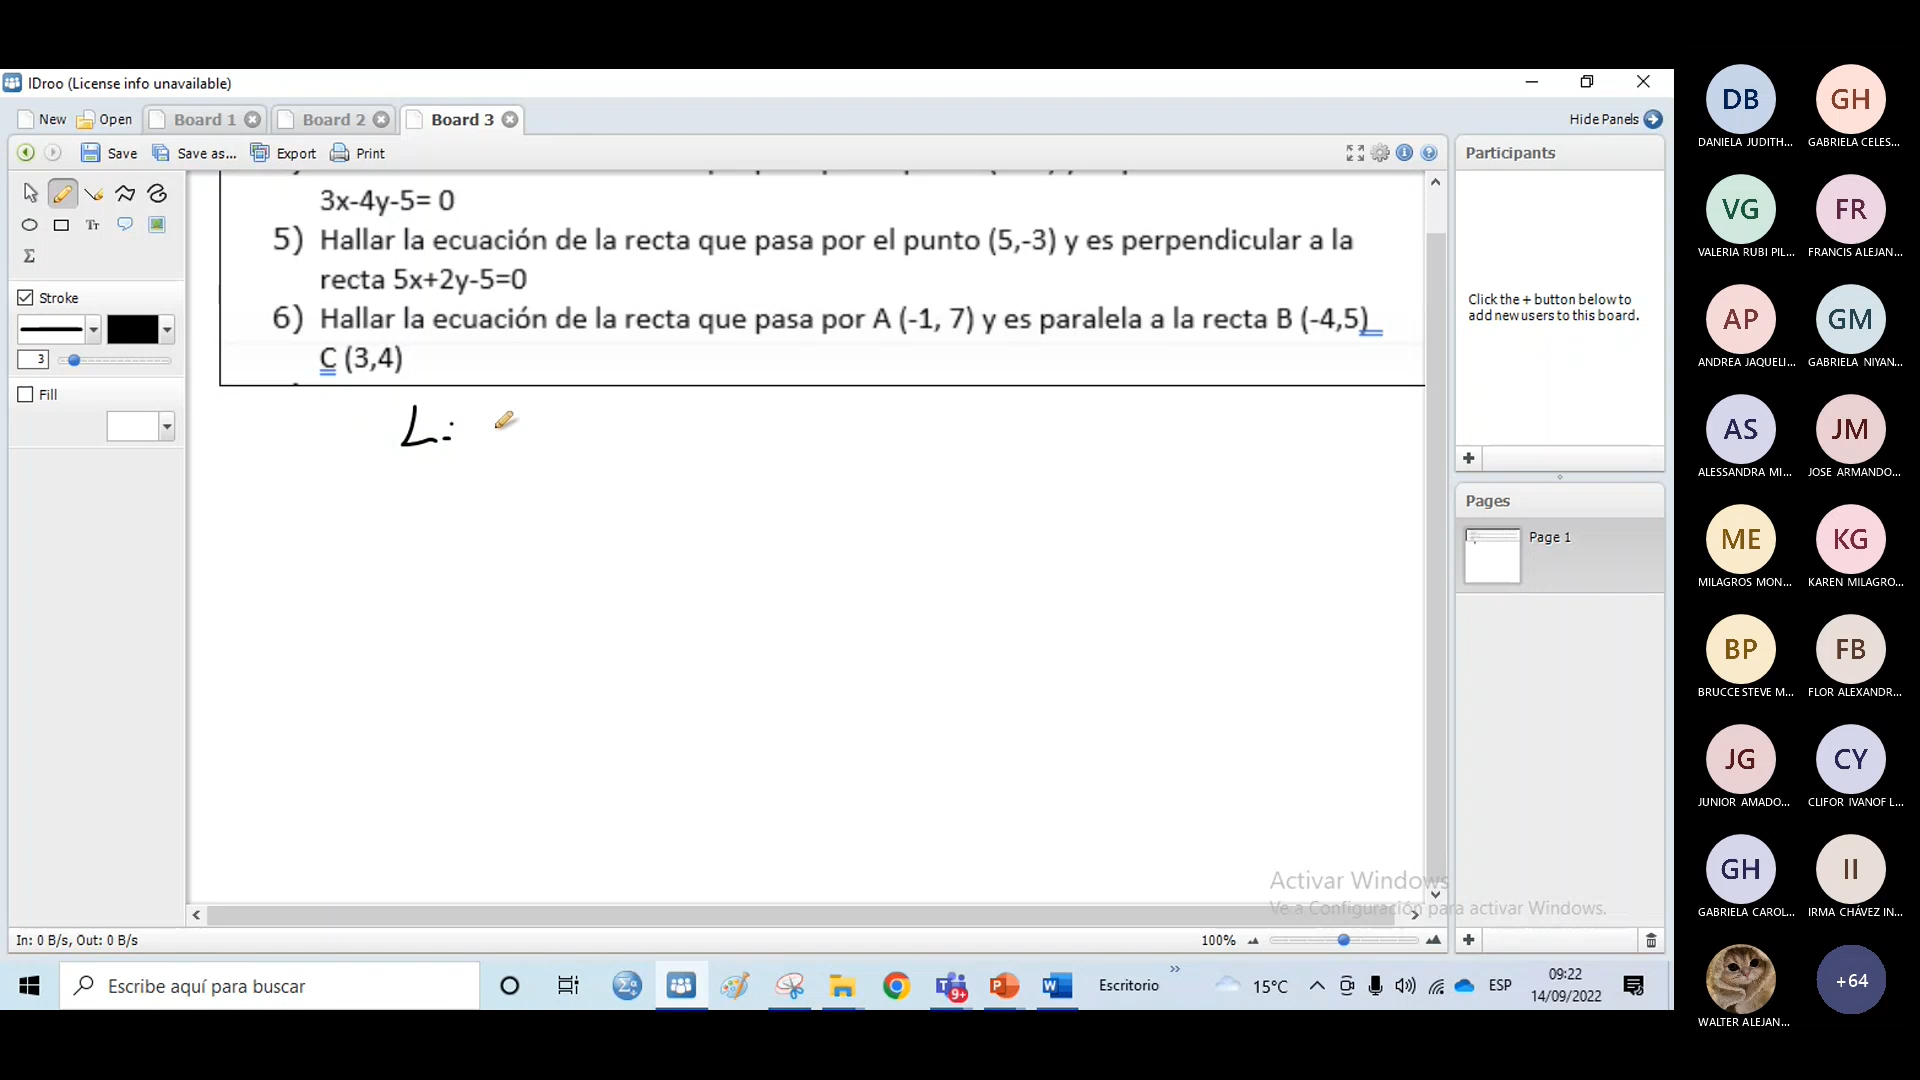 IDroo (License info unavailable)
New Open Board 1 Board 2 Board 3 Hide Panels
Save Save as... Export Print
Participants
3x-4y-5= 0
5) Hallar la ecuación de la recta que pasa por el punto (5,-3) y es perpendicular a la
recta 5x+2y-5=0
6) Hallar la ecuación de la recta que pasa por A (-1, 7) y es paralela a la recta B (-4,5)
C (3,4)
L:
Tr
Σ
Stroke
3
Fill
Click the + button below to
add new users to this board.
Pages
Page 1
Activar Windows
Ve a Configuración para activar Windows.
In: 0 B/s, Out: 0 B/s
100%
Escribe aquí para buscar
9+
Escritorio
15°C
ESP
09:22
14/09/2022
DB GH
DANIELA JUDITH... GABRIELA CELES...
VG FR
VALERIA RUBI PIL... FRANCIS ALEJAN...
AP GM
ANDREA JAQUELI... GABRIELA NIYAN...
AS JM
ALESSANDRA MI... JOSE ARMANDO...
ME KG
MILAGROS MON... KAREN MILAGRO...
BP FB
BRUCCE STEVE M... FLOR ALEXANDR...
JG CY
JUNIOR AMADO... CLIFOR IVANOF L...
GH II
GABRIELA CAROL... IRMA CHÁVEZ IN...
+64
WALTER ALEJAN...